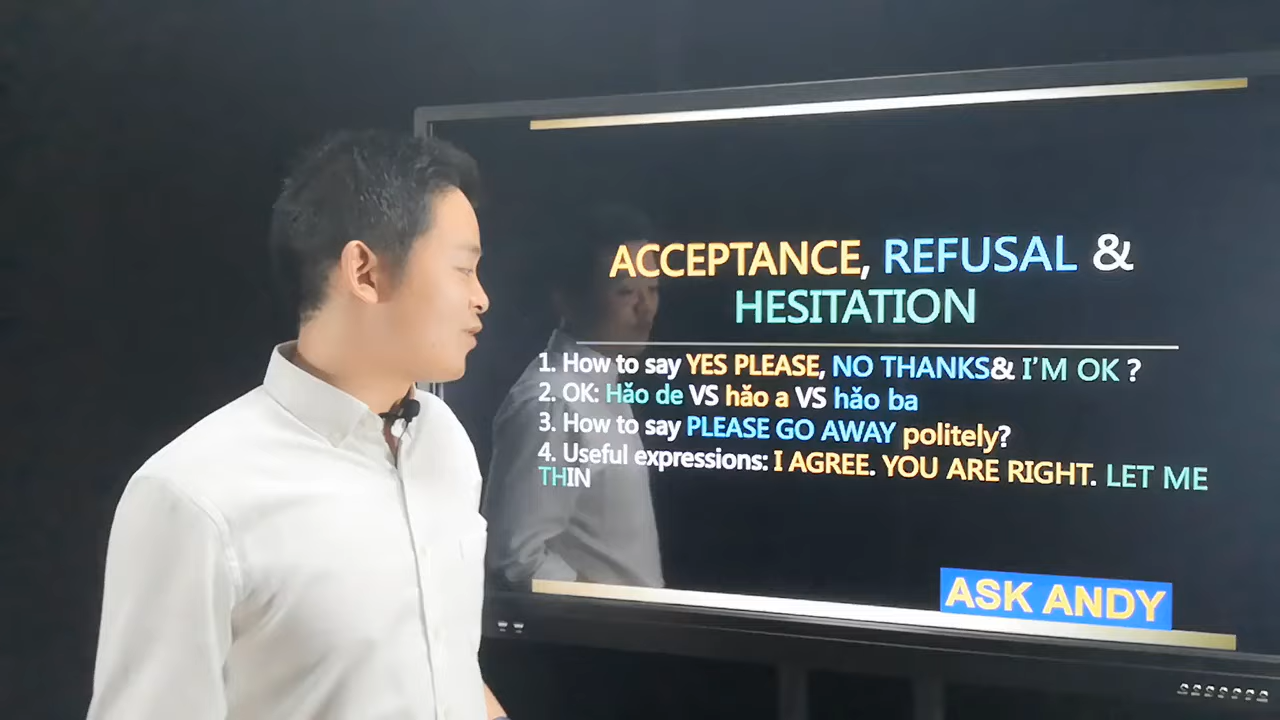 ACCEPTANCE, REFUSAL &
HESITATION
1. How to say YES PLEASE, NO THANKS& I'M OK ?
2. OK: Hǎo de VS hǎo a VS hǎo ba
3. How to say PLEASE GO AWAY politely?
4. Useful expressions: I AGREE. YOU ARE RIGHT. LET ME
THIN
ASK ANDY